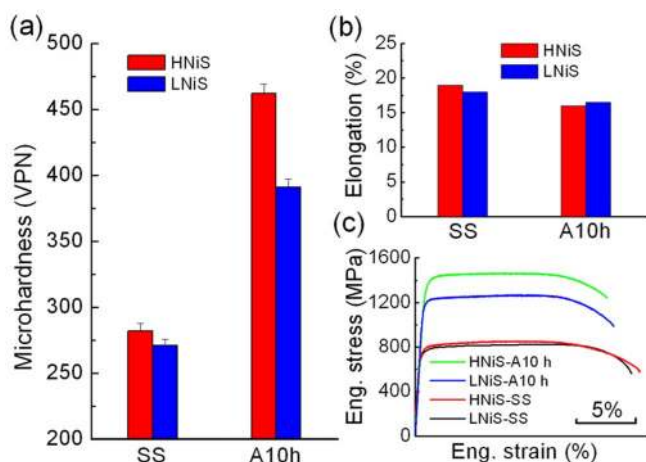 (a)
500
450
400
350
300
250
200
Microhardness (VPN)
HNiS
LNiS
SS
A10h
(b)
25
20
15
10
5
0
Elongation (%)
HNiS
LNiS
SS
A10h
(c)
1600
1200
800
400
0
Eng. stress (MPa)
HNiS-A10 h
LNiS-A10 h
HNiS-SS
LNiS-SS
5%
Eng. strain (%)